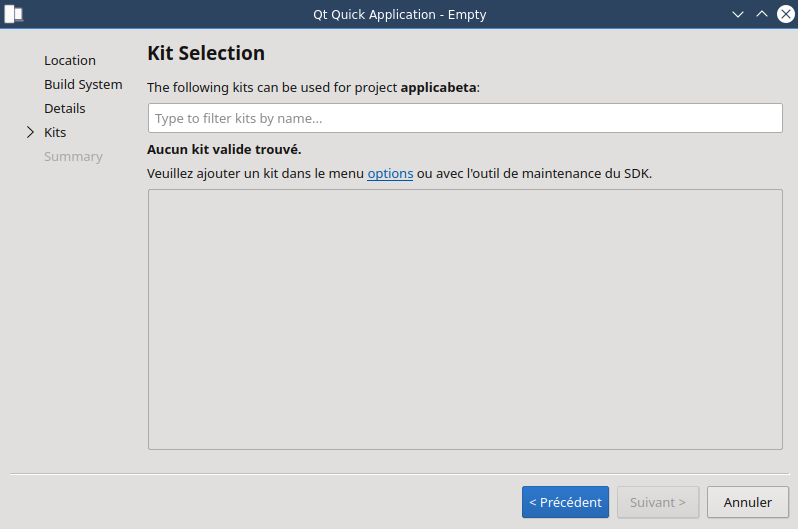 Qt Quick Application - Empty
Location
Build System
Details
Kits
Summary
Kit Selection
The following kits can be used for project applicabeta:
Type to filter kits by name...
Aucun kit valide trouvé.
Veuillez ajouter un kit dans le menu options ou avec l'outil de maintenance du SDK.
< Précédent
Suivant >
Annuler